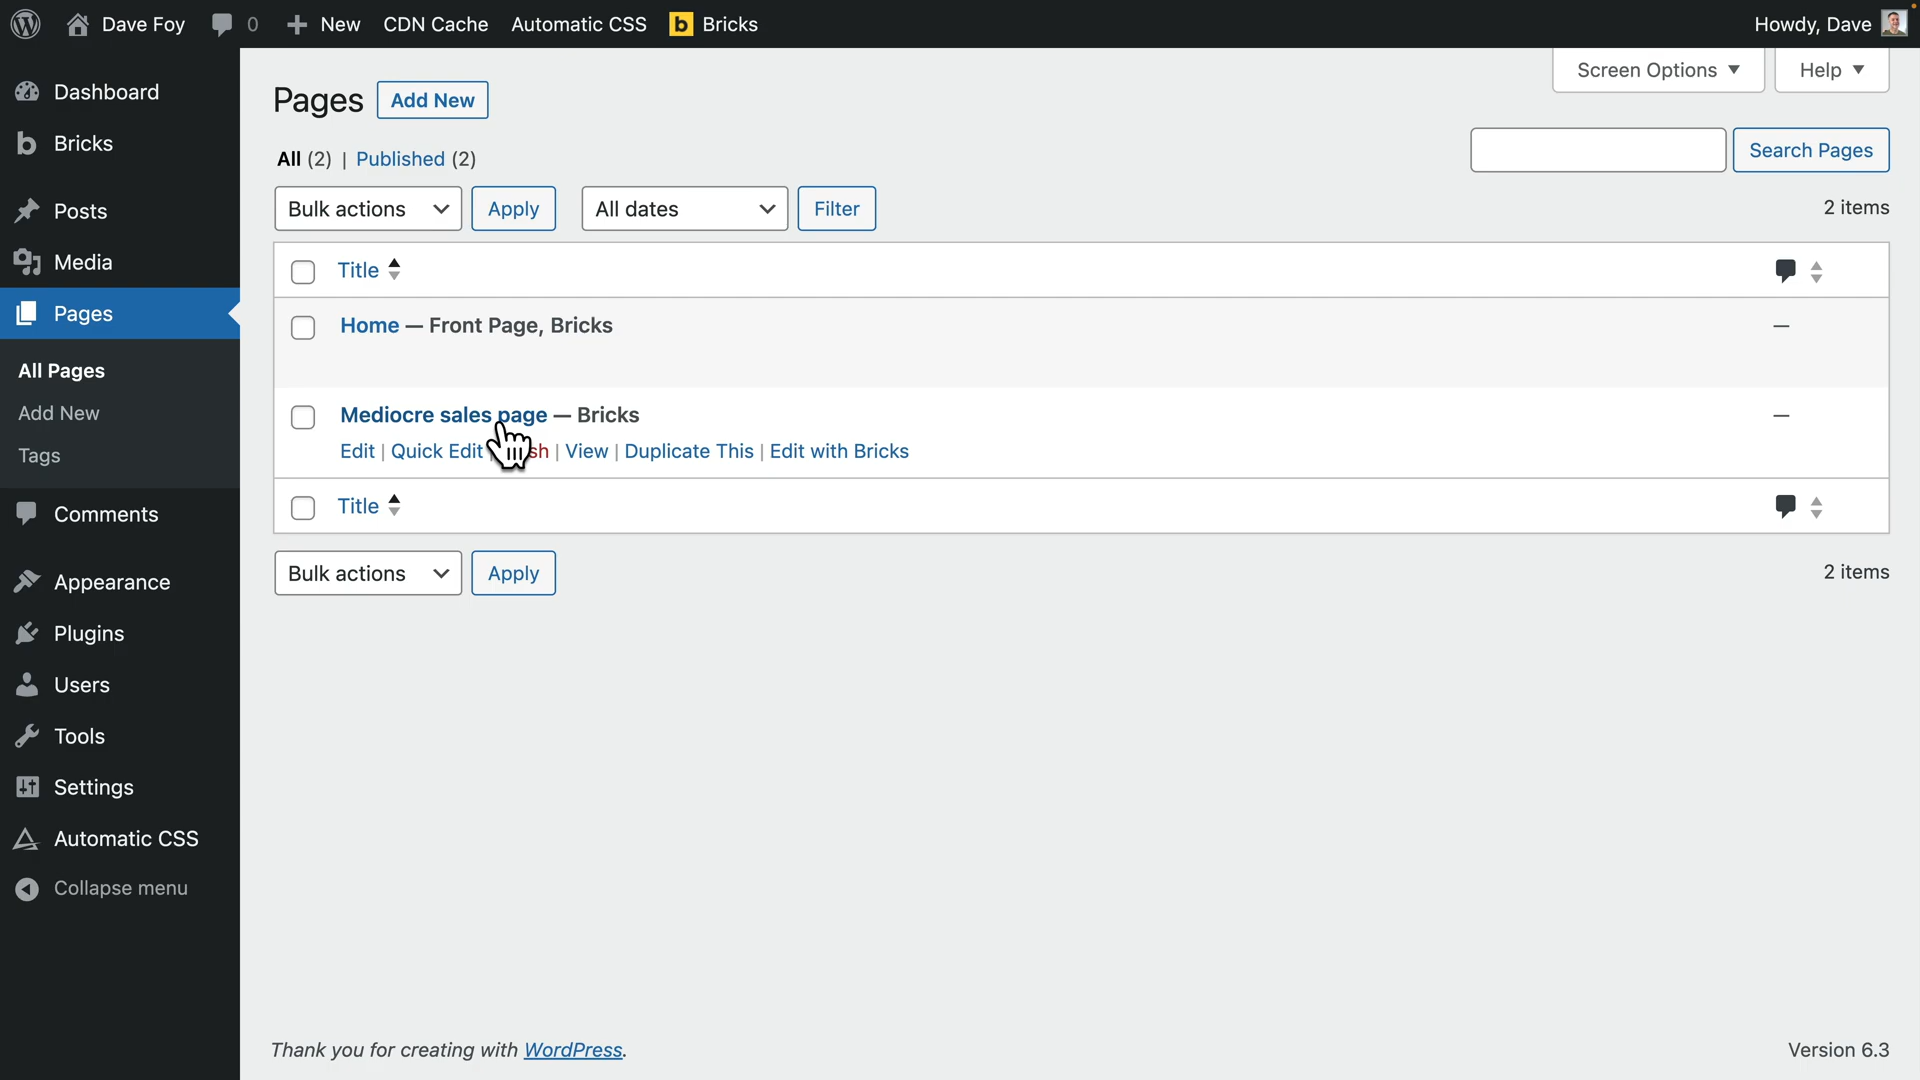 Dave Foy 0 New CDN Cache Automatic CSS b Bricks Howdy, Dave
Screen Options Help
Dashboard
Bricks
Posts
Media
Pages
All Pages
Add New
Tags
Comments
Appearance
Plugins
Users
Tools
Settings
Automatic CSS
Collapse menu
Pages Add New
All (2) | Published (2)
Search Pages
Bulk actions Apply All dates Filter 2 items
Title
Home — Front Page, Bricks —
Mediocre sales page — Bricks —
Edit | Quick Edit | View | Duplicate This | Edit with Bricks
Title
Bulk actions Apply 2 items
Thank you for creating with WordPress. Version 6.3